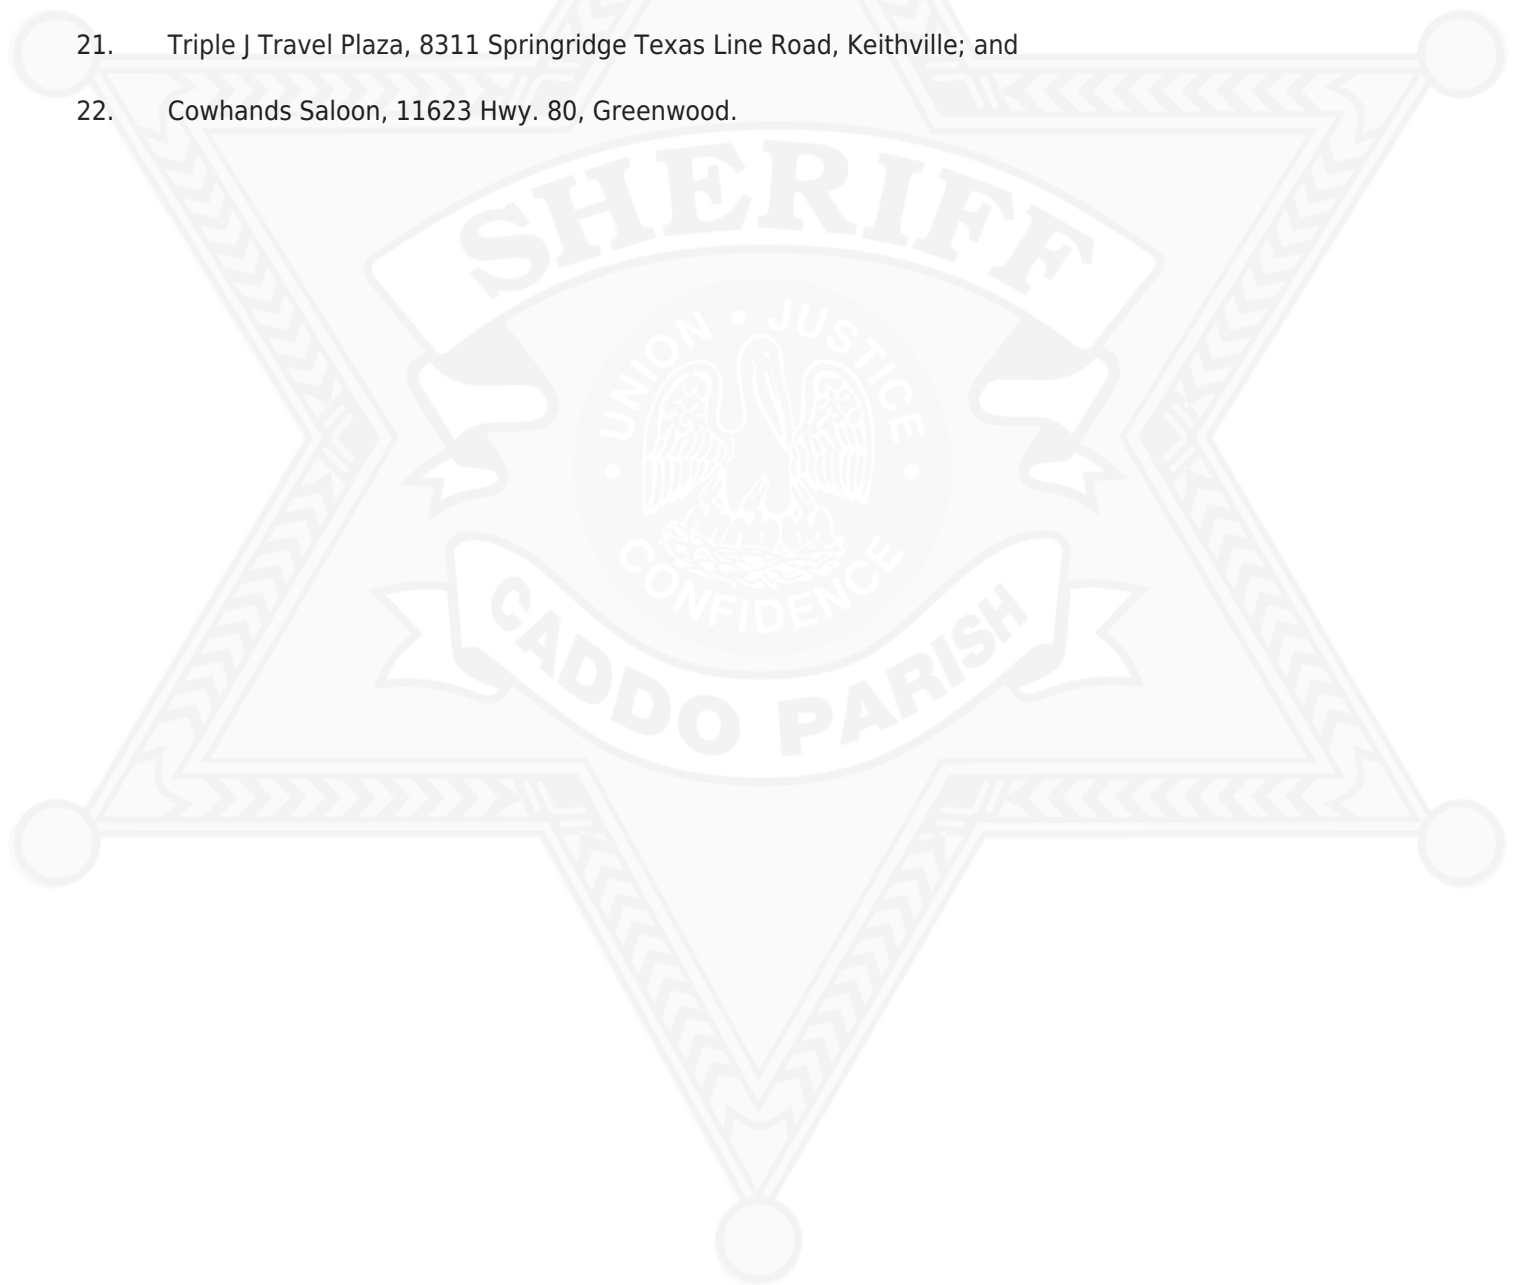 21. Triple J Travel Plaza, 8311 Springridge Texas Line Road, Keithville; and
22. Cowhands Saloon, 11623 Hwy. 80, Greenwood.
SHERIFF
UNION • JUSTICE
• CONFIDENCE •
CADDO PARISH